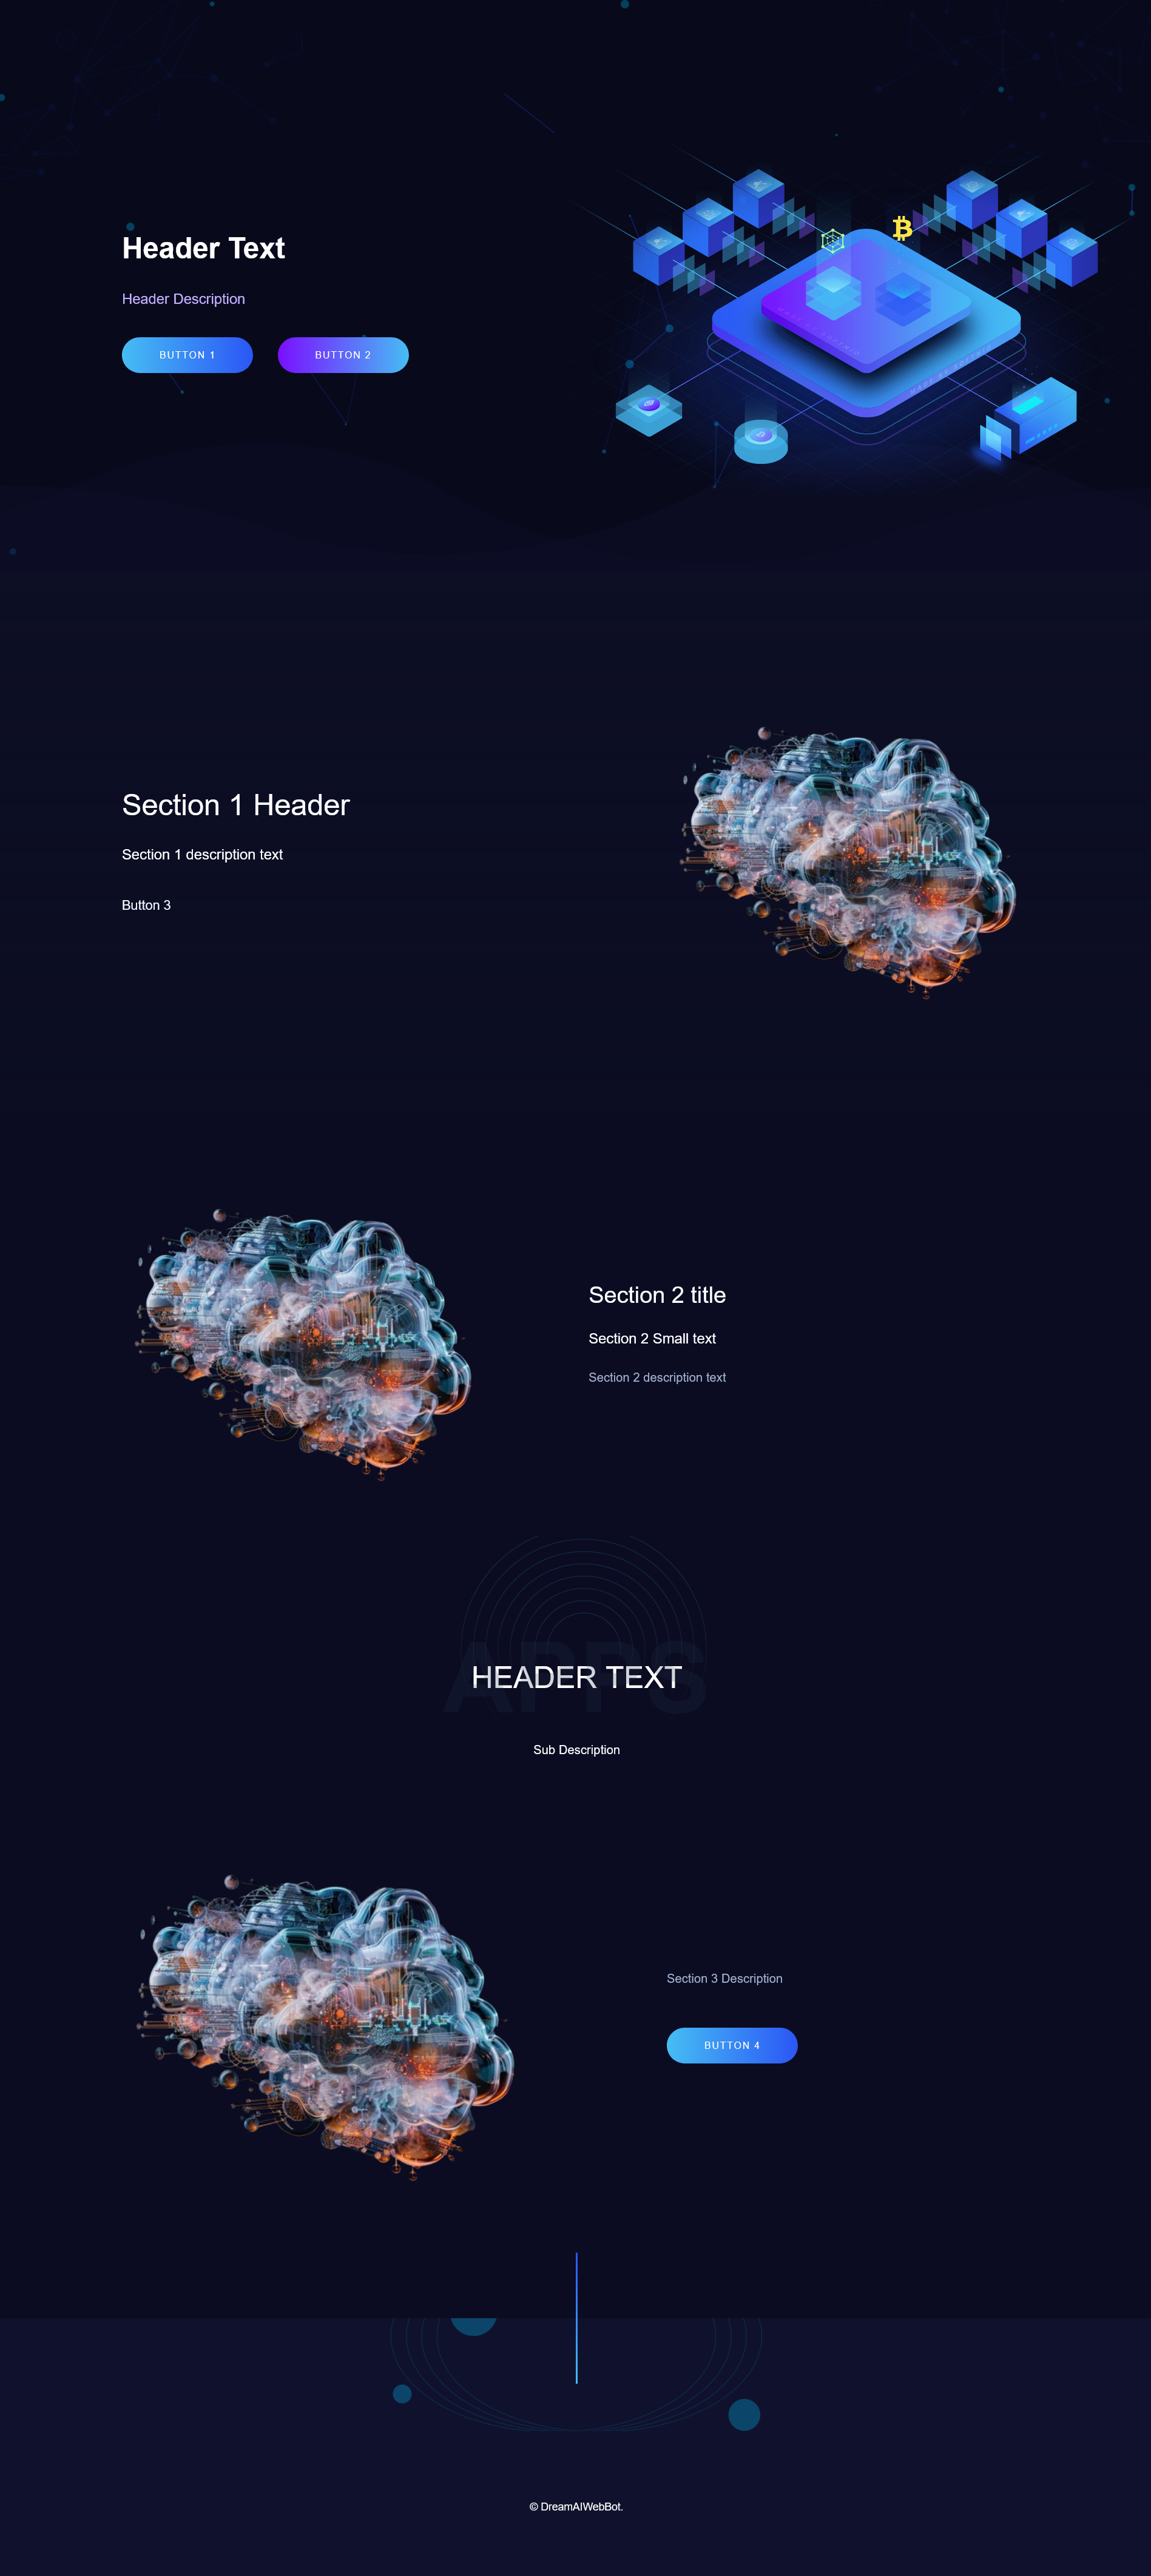 Header Text
Header Description
BUTTON 1
BUTTON 2
Section 1 Header
Section 1 description text
Button 3
Section 2 title
Section 2 Small text
Section 2 description text
APPS
HEADER TEXT
Sub Description
Section 3 Description
BUTTON 4
© DreamAIWebBot.